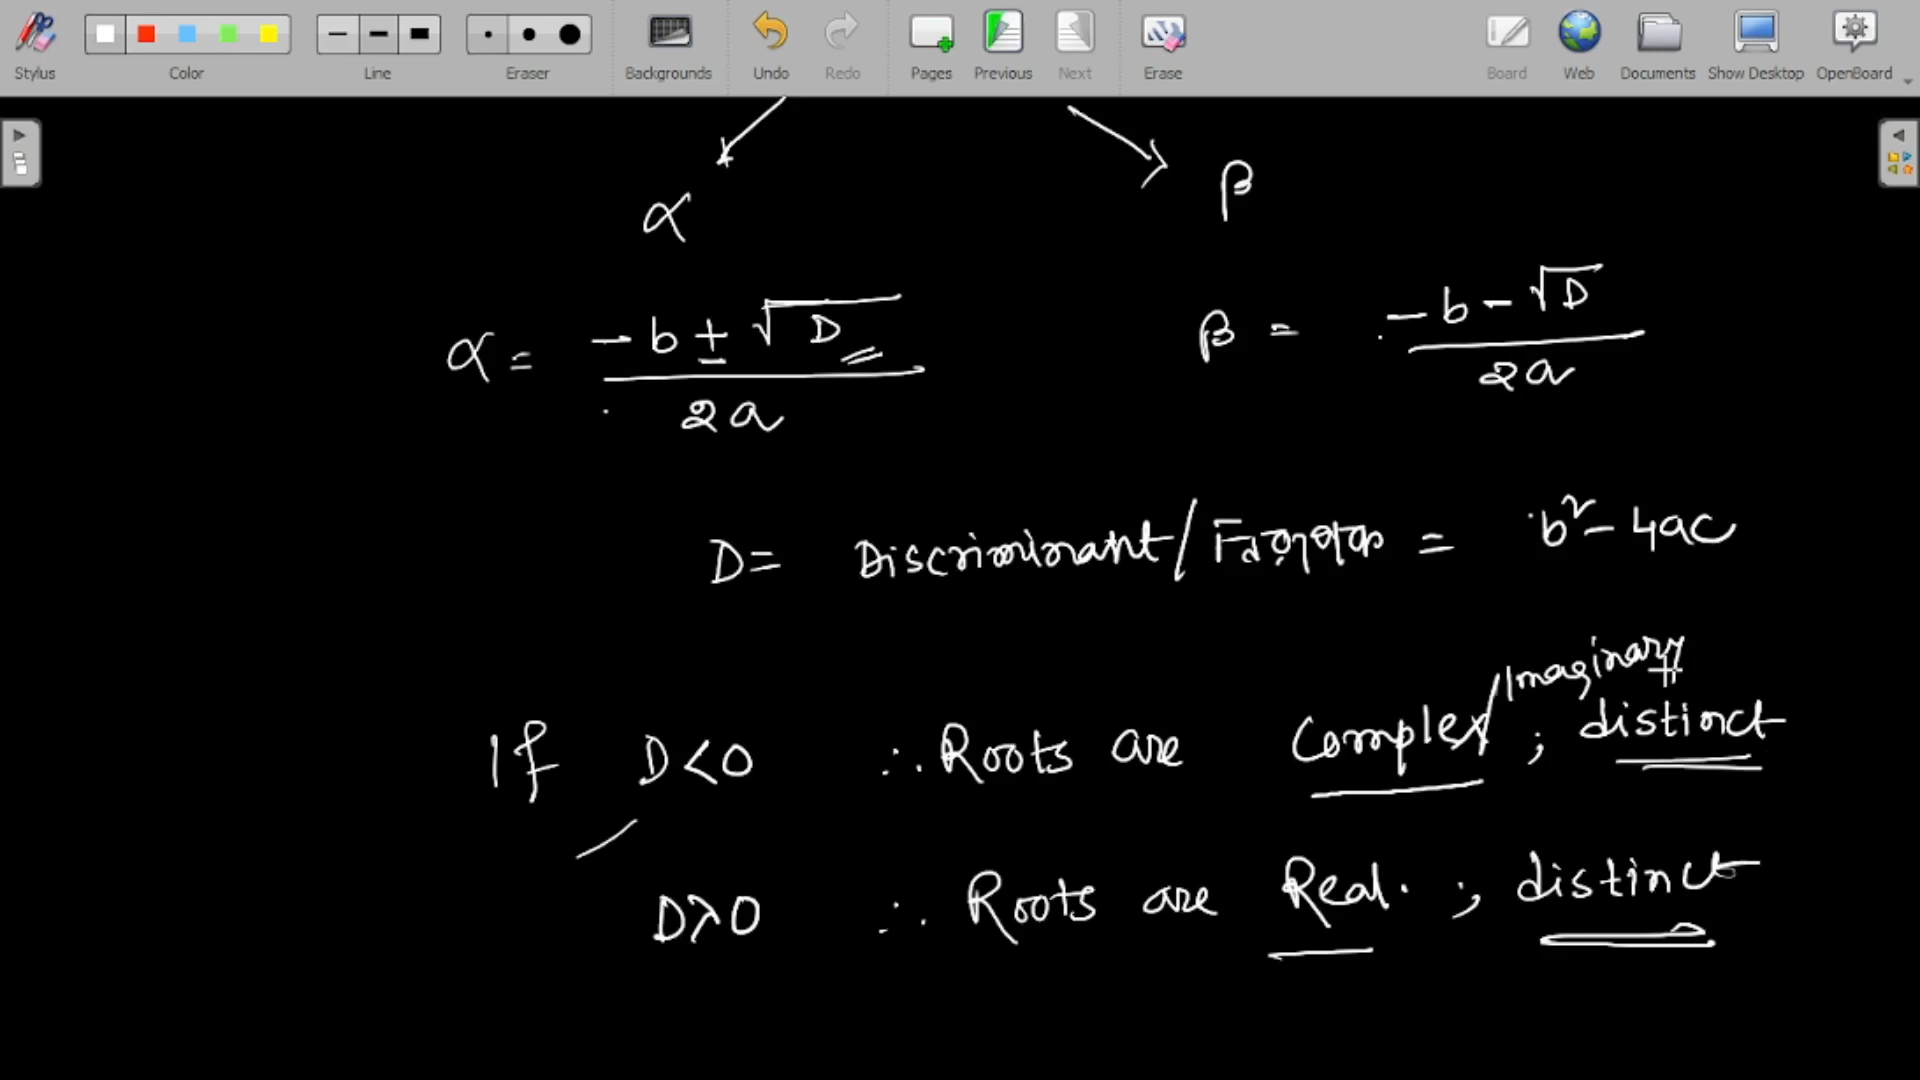 Stylus Color Line Eraser Backgrounds Undo Redo Pages Previous Next Erase Board Web Documents Show Desktop OpenBoard
α β
α = -b ± √D / 2a β = -b - √D / 2a
D = Discriminant / = b² - 4ac
If D < 0 ∴ Roots are Complex / Imaginary ; distinct
D > 0 ∴ Roots are Real. ; distinct